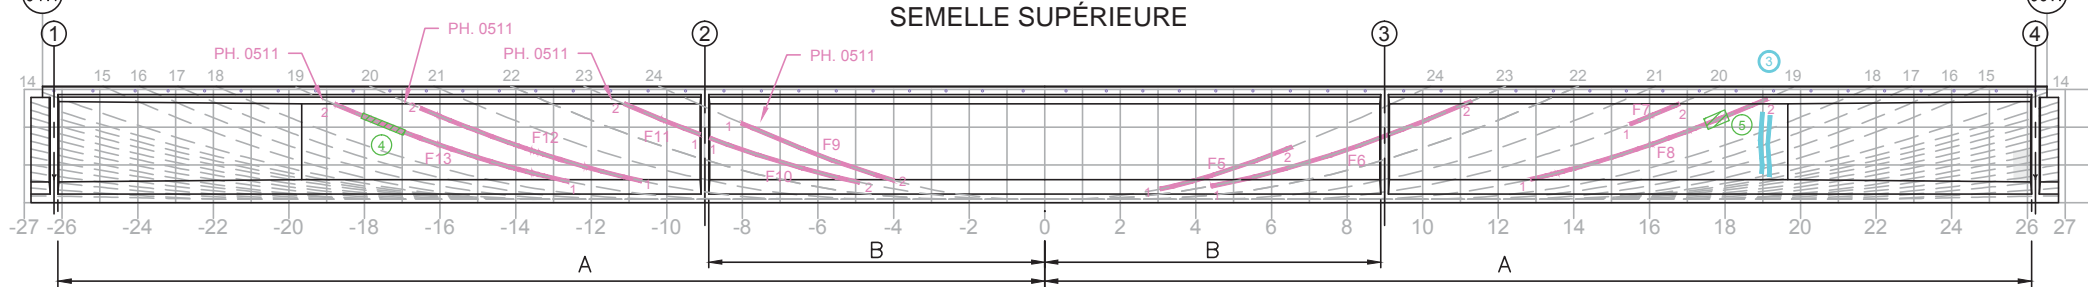 SEMELLE SUPÉRIEURE
1 2 3 4
PH. 0511 PH. 0511 PH. 0511 PH. 0511
3
14 15 16 17 18 19 20 21 22 23 24 24 23 22 21 20 19 18 17 16 15 14
2 2 2 1 2 F7 2 2
F12 F11 1 F9 1 5
4 F13 1 F5 2 F6 F8
F10
1 1 2 2 1 1 1
-27 -26 -24 -22 -20 -18 -16 -14 -12 -10 -8 -6 -4 -2 0 2 4 6 8 10 12 14 16 18 20 22 24 26 27
B B
A A